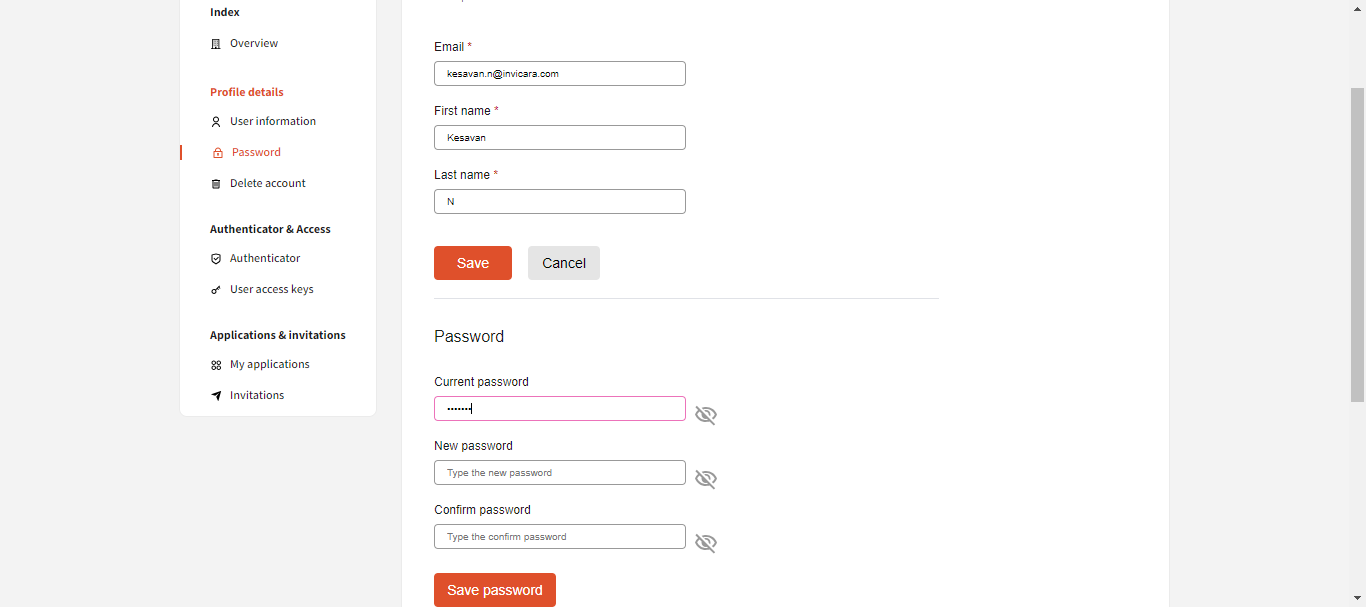 Index
Overview
Profile details
User information
Password
Delete account
Authenticator & Access
Authenticator
User access keys
Applications & invitations
My applications
Invitations
Email *
kesavan.n@invicara.com
First name *
Kesavan
Last name *
N
Save
Cancel
Password
Current password
•••••••
New password
Type the new password
Confirm password
Type the confirm password
Save password